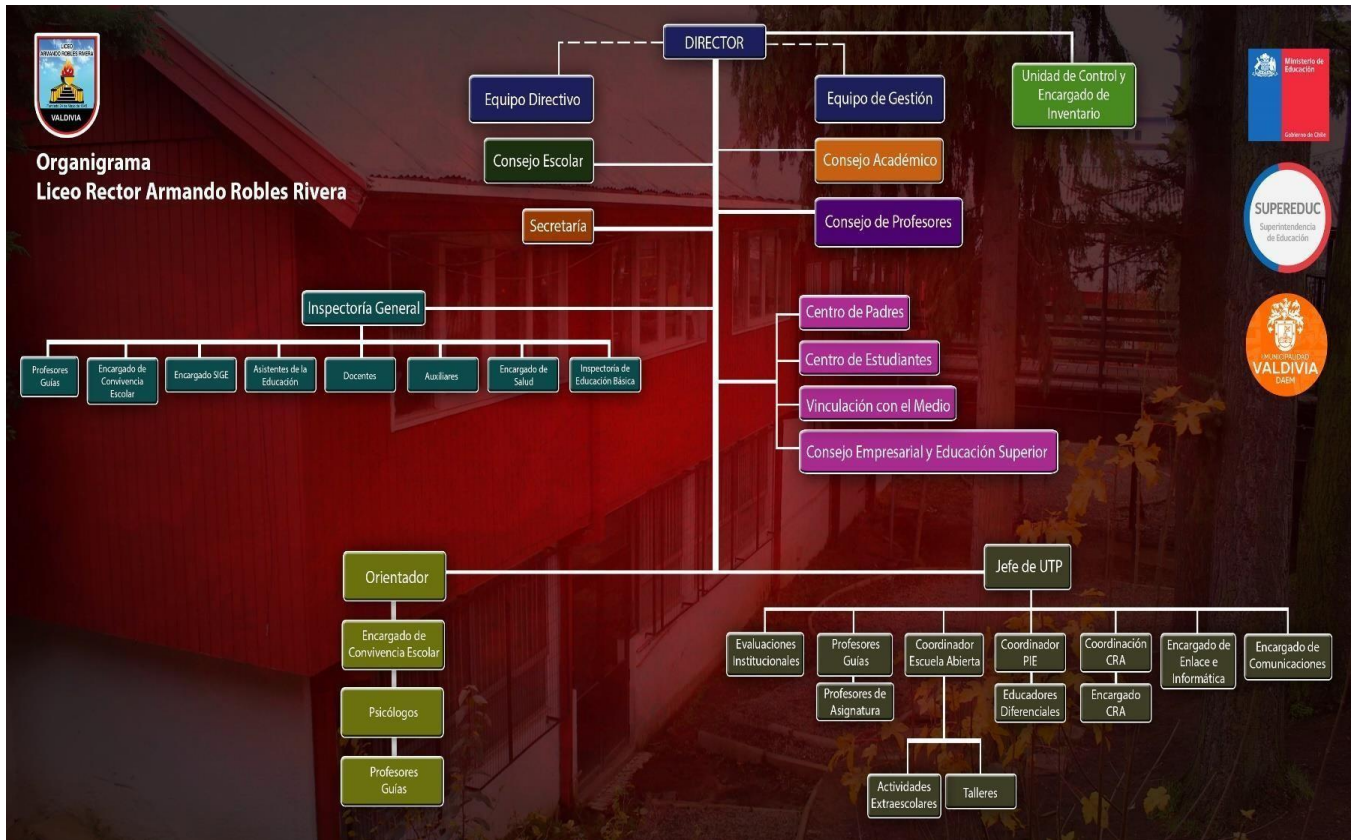 LICEO
ARMANDO ROBLES RIVERA
VALDIVIA
Organigrama
Liceo Rector Armando Robles Rivera
DIRECTOR
Equipo Directivo
Equipo de Gestión
Unidad de Control y
Encargado de
Inventario
Consejo Escolar
Consejo Académico
Secretaría
Consejo de Profesores
Ministerio de
Educación
Gobierno de Chile
SUPEREDUC
Superintendencia
de Educación
I. MUNICIPALIDAD
VALDIVIA
DAEM
Inspectoría General
Profesores
Guías
Encargado de
Convivencia
Escolar
Encargado SIGE
Asistentes de la
Educación
Docentes
Auxiliares
Encargado de
Salud
Inspectoría de
Educación Básica
Centro de Padres
Centro de Estudiantes
Vinculación con el Medio
Consejo Empresarial y Educación Superior
Orientador
Encargado de
Convivencia Escolar
Psicólogos
Profesores
Guías
Jefe de UTP
Evaluaciones
Institucionales
Profesores
Guías
Profesores de
Asignatura
Coordinador
Escuela Abierta
Coordinador
PIE
Educadores
Diferenciales
Coordinación
CRA
Encargado
CRA
Encargado de
Enlace e
Informática
Encargado de
Comunicaciones
Actividades
Extraescolares
Talleres